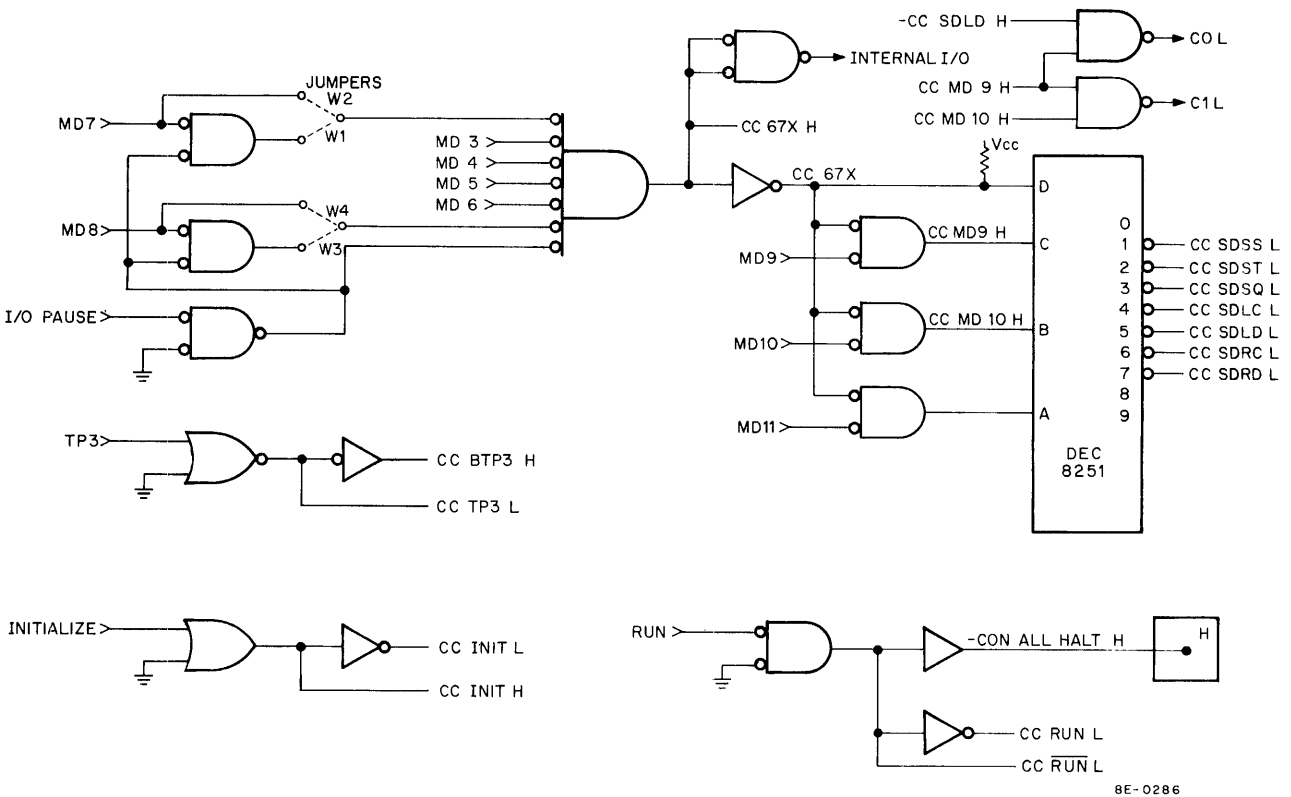 -CC SDLD H
C0 L
INTERNAL I/O
CC MD 9 H
C1 L
CC MD 10 H
JUMPERS
W2
MD7
W1
MD 3
MD 4
MD 5
MD 6
CC 67X H
Vcc
CC 67X
D
W4
MD8
W3
0
CC MD9 H
C
1
CC SDSS L
MD9
2
CC SDST L
3
CC SDSQ L
4
CC SDLC L
I/O PAUSE
CC MD 10 H
B
5
CC SDLD L
MD10
6
CC SDRC L
7
CC SDRD L
8
A
9
MD11
TP3
CC BTP3 H
DEC
8251
CC TP3 L
INITIALIZE
CC INIT L
CC INIT H
RUN
-CON ALL HALT H
H
CC RUN L
CC R̅U̅N̅ L
8E-0286